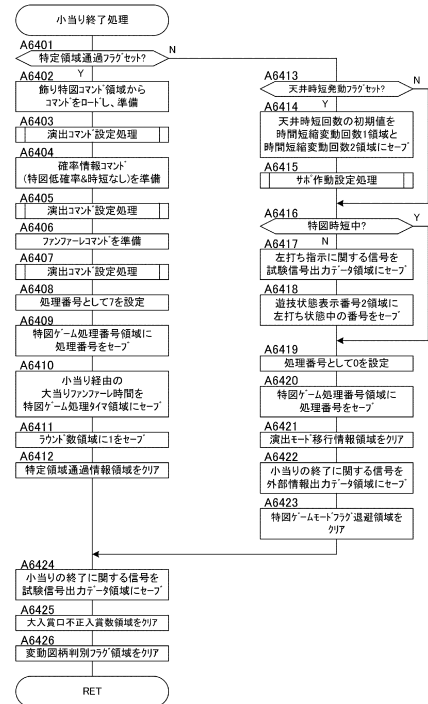 小当り終了処理
A6401
特定領域通過フラグセット?
N
Y
A6402
飾り特図コマンド領域から
コマンドをロードし、準備
A6403
演出コマンド設定処理
A6404
確率情報コマンド
(特図低確率&時短なし)を準備
A6405
演出コマンド設定処理
A6406
ファンファーレコマンドを準備
A6407
演出コマンド設定処理
A6408
処理番号として7を設定
A6409
特図ゲーム処理番号領域に
処理番号をセーブ
A6410
小当り経由の
大当りファンファーレ時間を
特図ゲーム処理タイマ領域にセーブ
A6411
ラウンド数領域に1をセーブ
A6412
特定領域通過情報領域をクリア
A6413
天井時短発動フラグセット?
N
Y
A6414
天井時短回数の初期値を
時間短縮変動回数1領域と
時間短縮変動回数2領域にセーブ
A6415
サポ作動設定処理
A6416
特図時短中?
Y
N
A6417
左打ち指示に関する信号を
試験信号出力データ領域にセーブ
A6418
遊技状態表示番号2領域に
左打ち状態中の番号をセーブ
A6419
処理番号として0を設定
A6420
特図ゲーム処理番号領域に
処理番号をセーブ
A6421
演出モード移行情報領域をクリア
A6422
小当りの終了に関する信号を
外部情報出力データ領域にセーブ
A6423
特図ゲームモードフラグ退避領域を
クリア
A6424
小当りの終了に関する信号を
試験信号出力データ領域にセーブ
A6425
大入賞口不正入賞数領域をクリア
A6426
変動図柄判別フラグ領域をクリア
RET